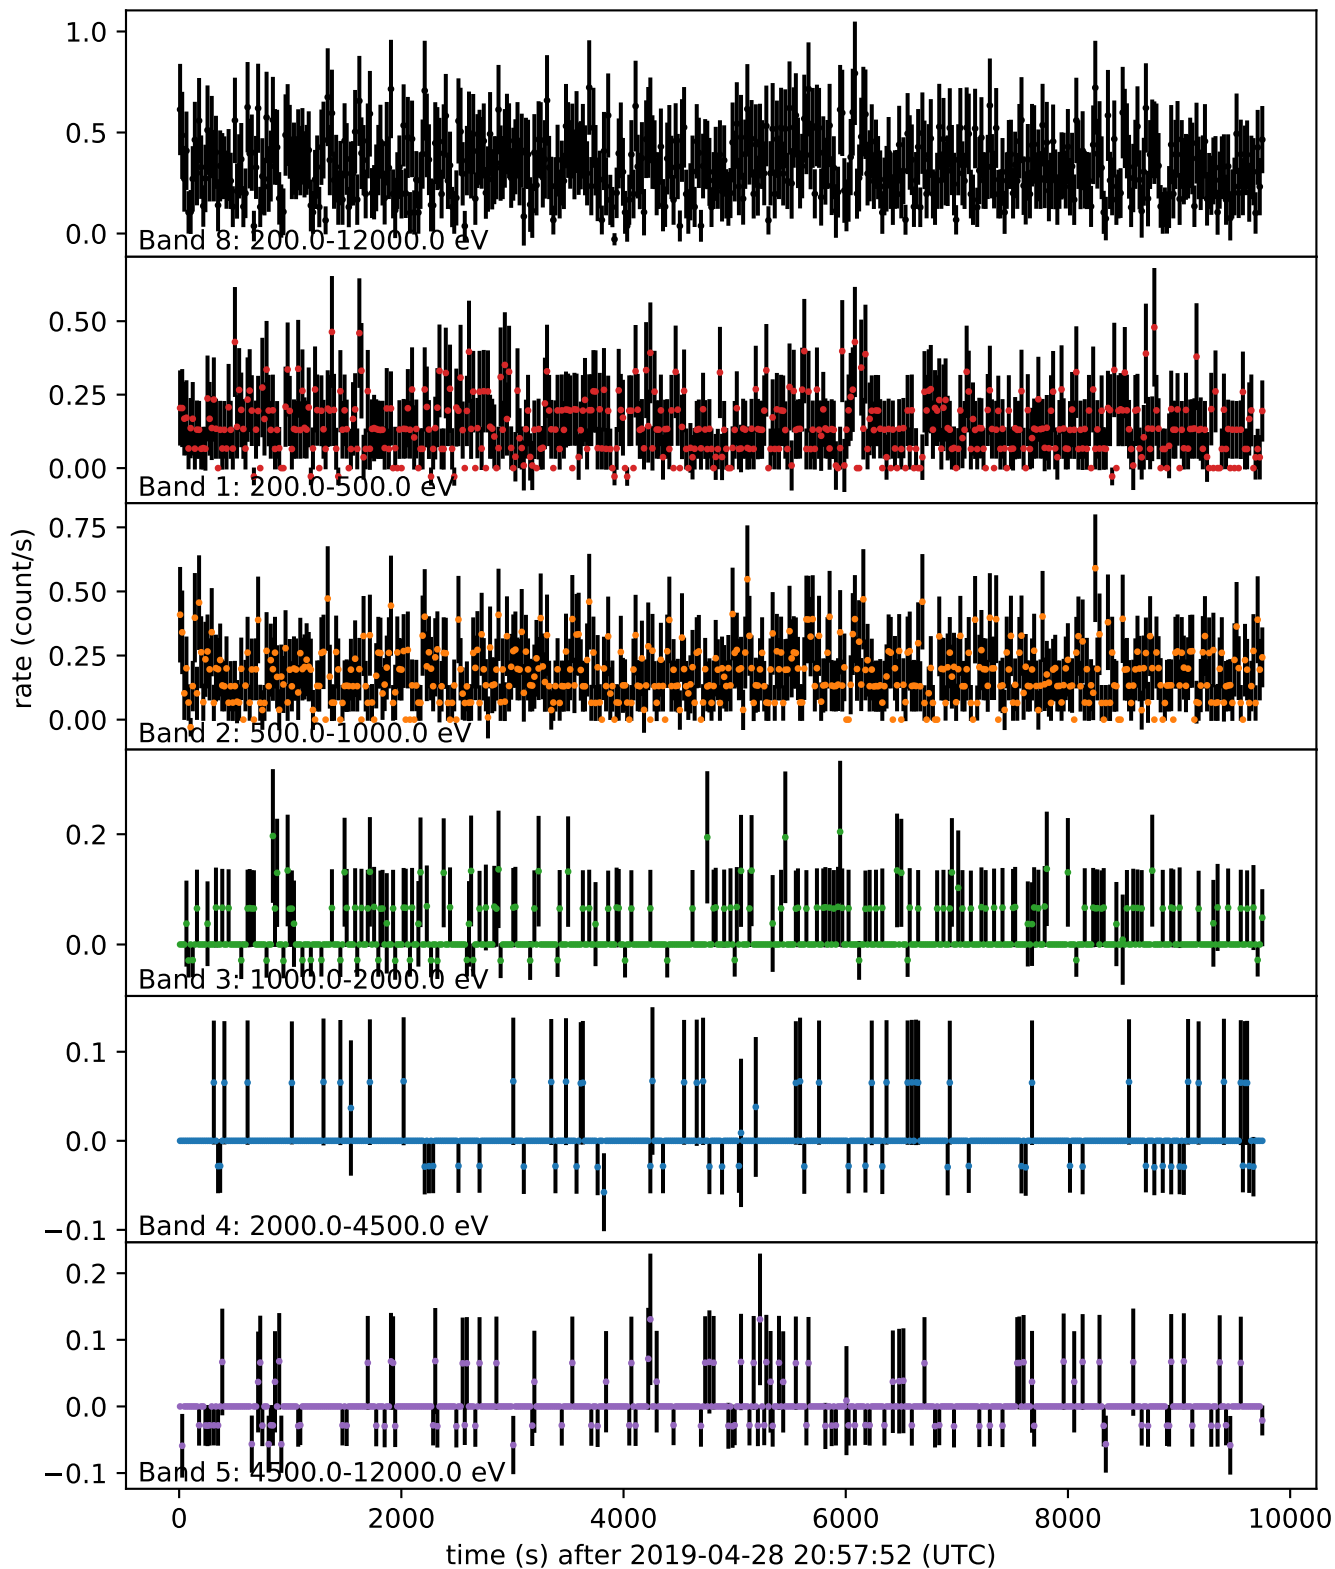 1.0
0.5
0.0
Band 8: 200.0-12000.0 eV
0.50
0.25
0.00
Band 1: 200.0-500.0 eV
rate (count/s)
0.75
0.50
0.25
0.00
Band 2: 500.0-1000.0 eV
0.2
0.0
Band 3: 1000.0-2000.0 eV
0.1
0.0
−0.1
Band 4: 2000.0-4500.0 eV
0.2
0.1
0.0
−0.1
Band 5: 4500.0-12000.0 eV
0 2000 4000 6000 8000 10000
time (s) after 2019-04-28 20:57:52 (UTC)